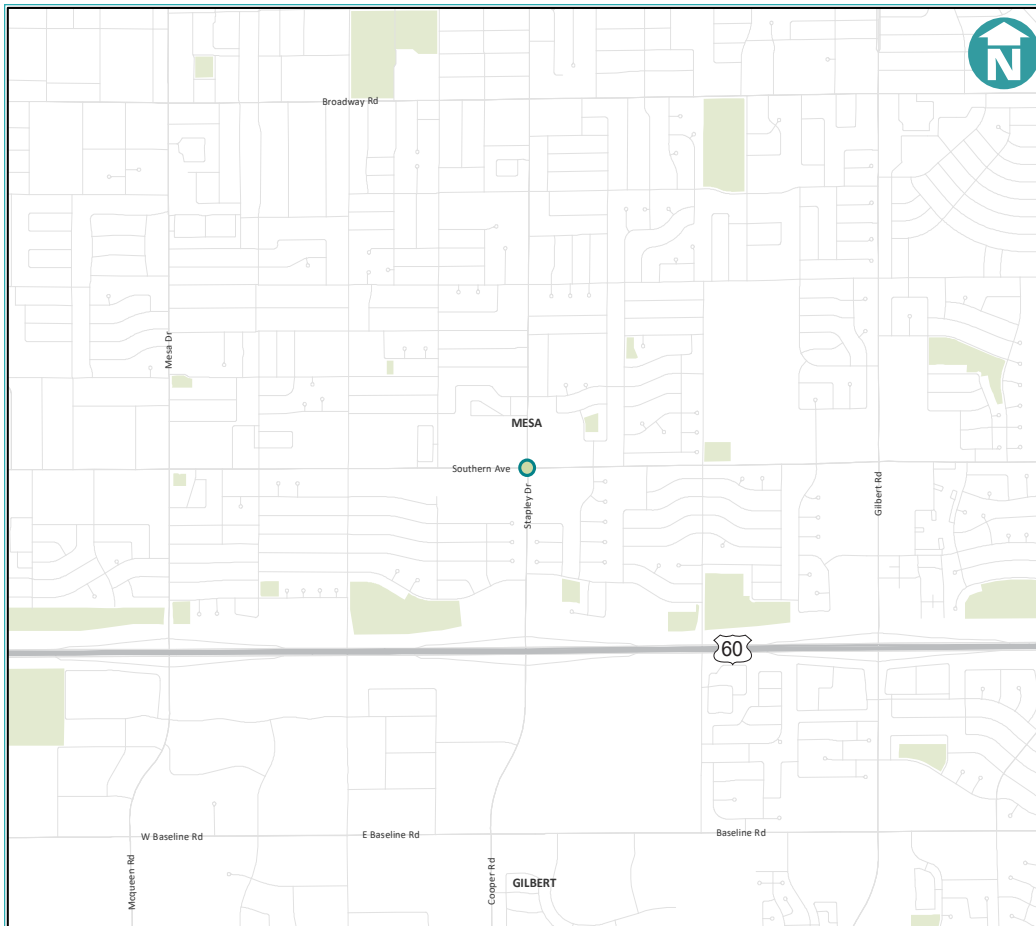 N
Broadway Rd
Mesa Dr
MESA
Southern Ave
Stapley Dr
Gilbert Rd
60
W Baseline Rd
E Baseline Rd
Baseline Rd
Mcqueen Rd
Cooper Rd
GILBERT